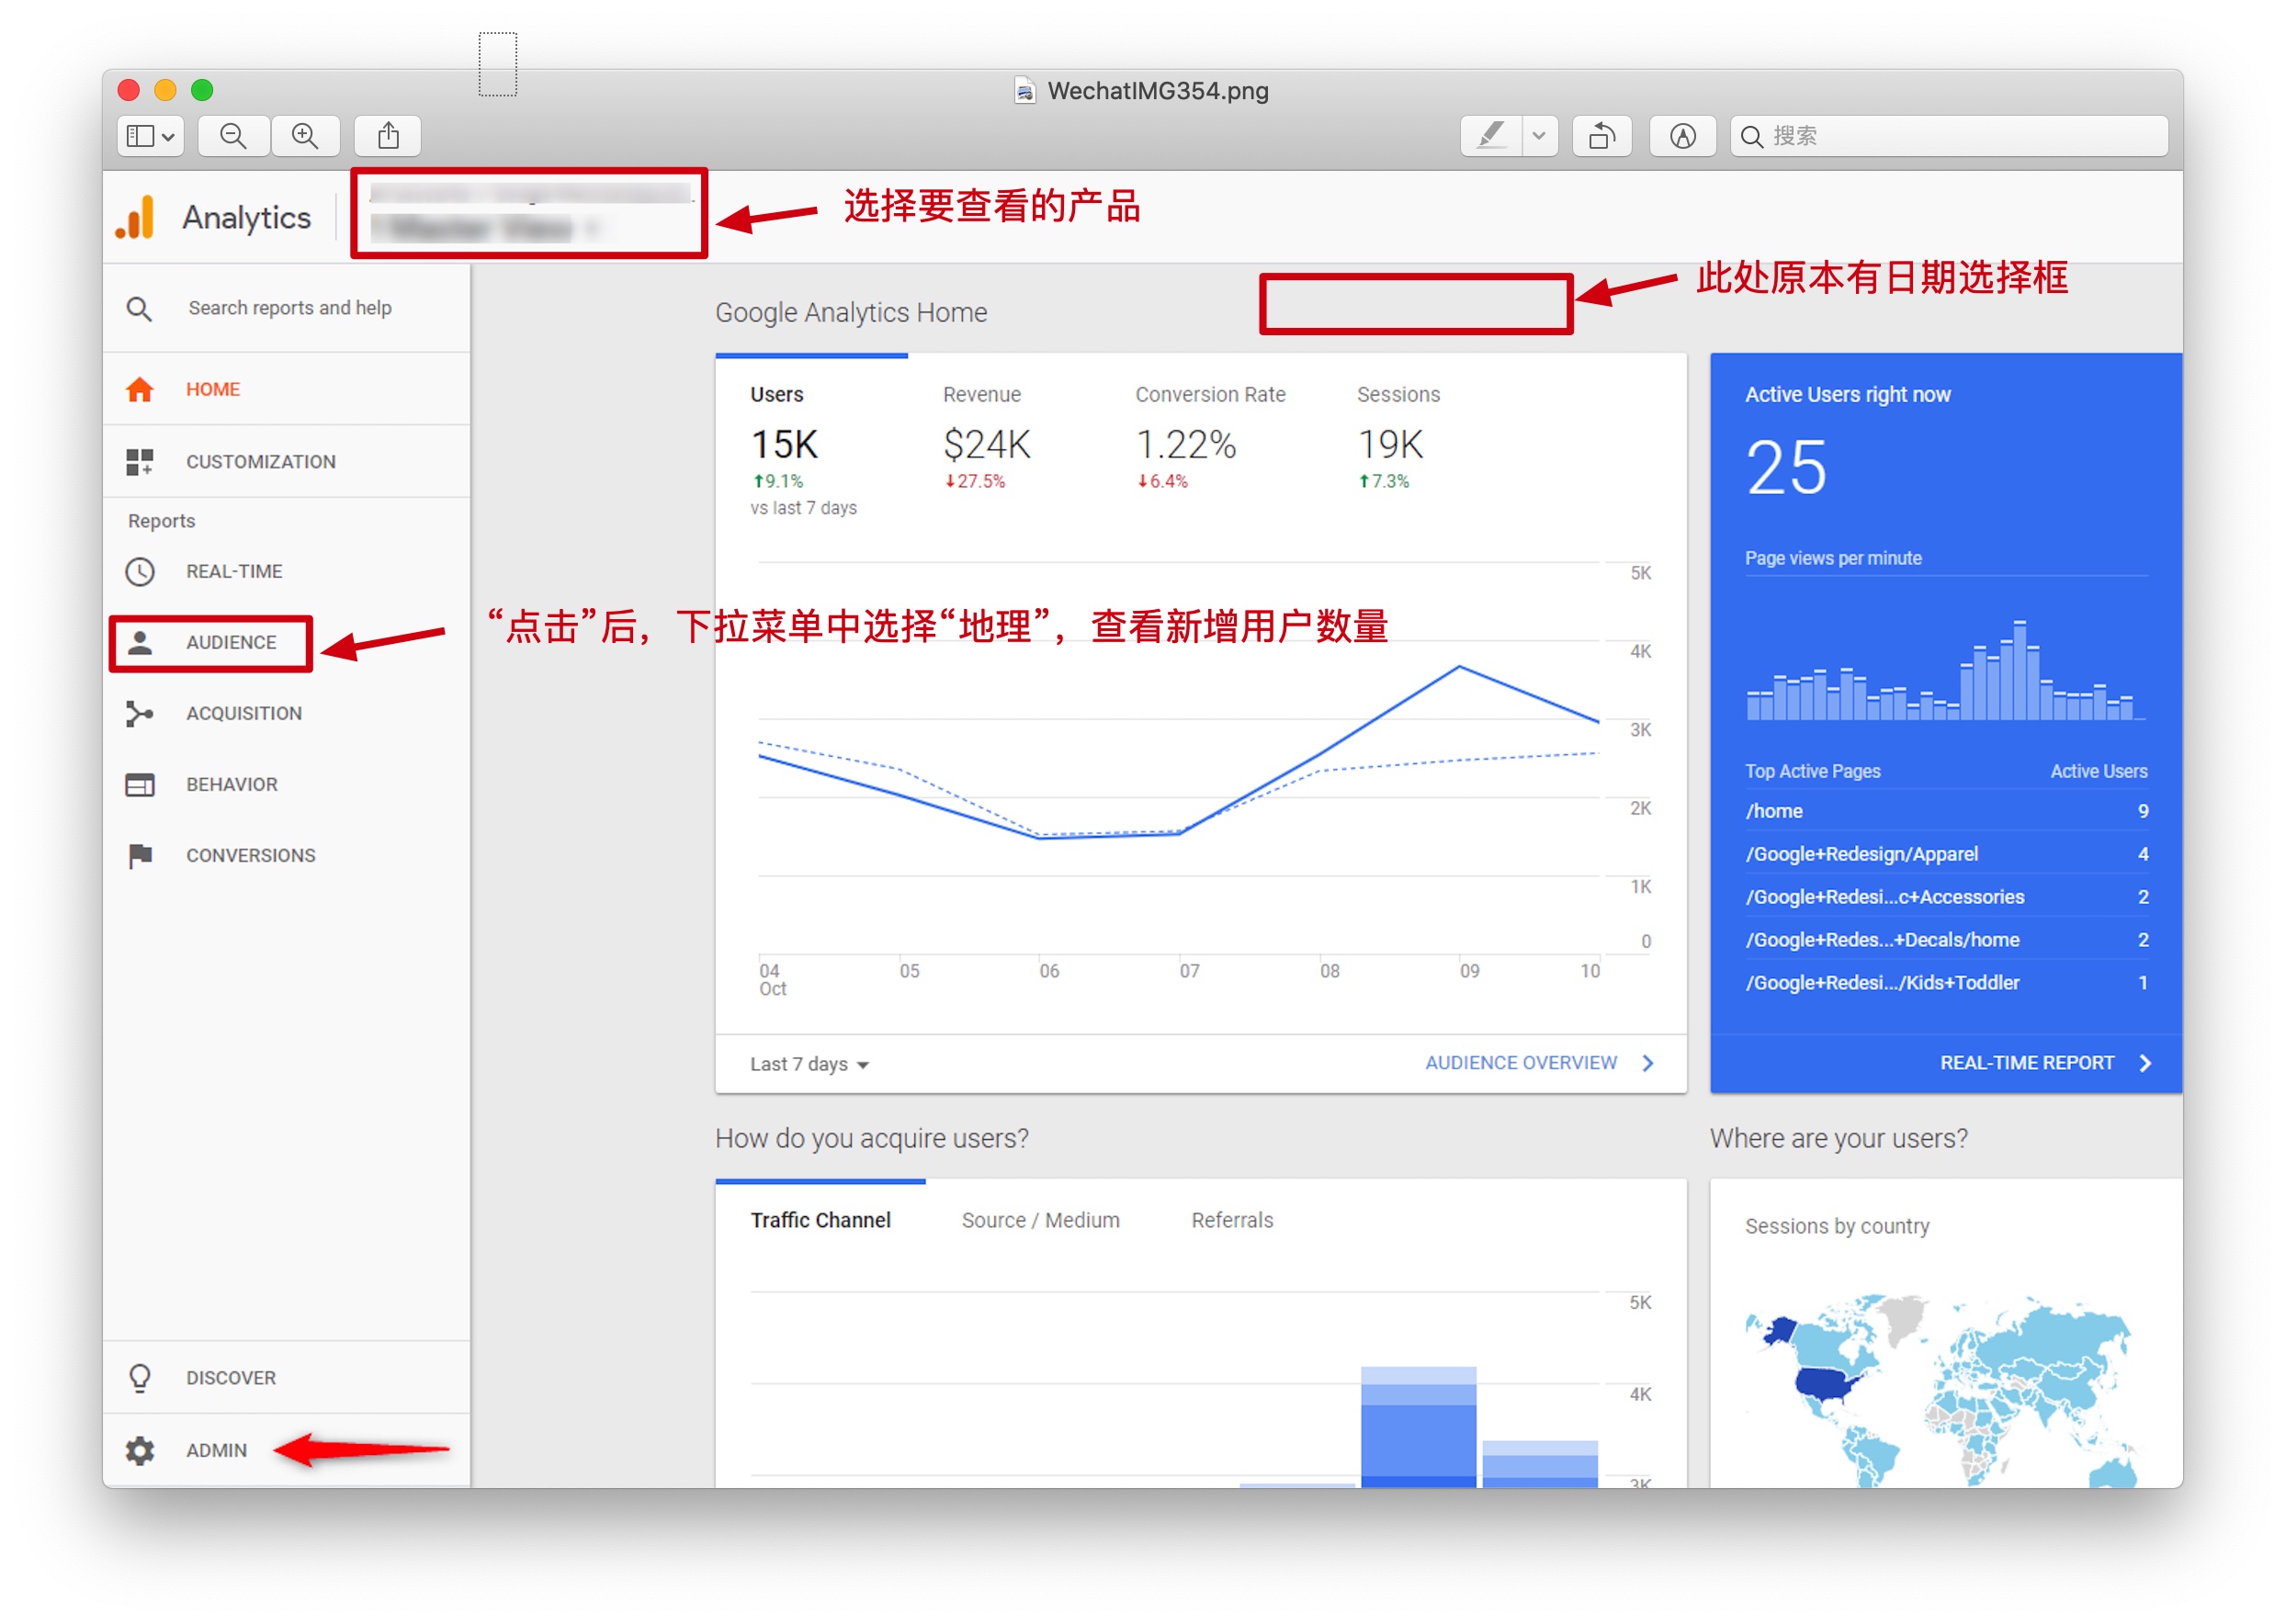 WechatIMG354.png
搜索
Analytics
选择要查看的产品
此处原本有日期选择框
Search reports and help
Google Analytics Home
HOME
CUSTOMIZATION
Reports
REAL-TIME
AUDIENCE
“点击”后，下拉菜单中选择“地理”，查看新增用户数量
ACQUISITION
BEHAVIOR
CONVERSIONS
DISCOVER
ADMIN
Users Revenue Conversion Rate Sessions
15K $24K 1.22% 19K
9.1% 27.5% 6.4% 7.3%
vs last 7 days
5K
4K
3K
2K
1K
0
04 05 06 07 08 09 10
Oct
Last 7 days AUDIENCE OVERVIEW
Active Users right now
25
Page views per minute
Top Active Pages Active Users
/home 9
/Google+Redesign/Apparel 4
/Google+Redesi...c+Accessories 2
/Google+Redes...+Decals/home 2
/Google+Redesi.../Kids+Toddler 1
REAL-TIME REPORT
How do you acquire users?
Traffic Channel Source / Medium Referrals
5K
4K
3K
Where are your users?
Sessions by country